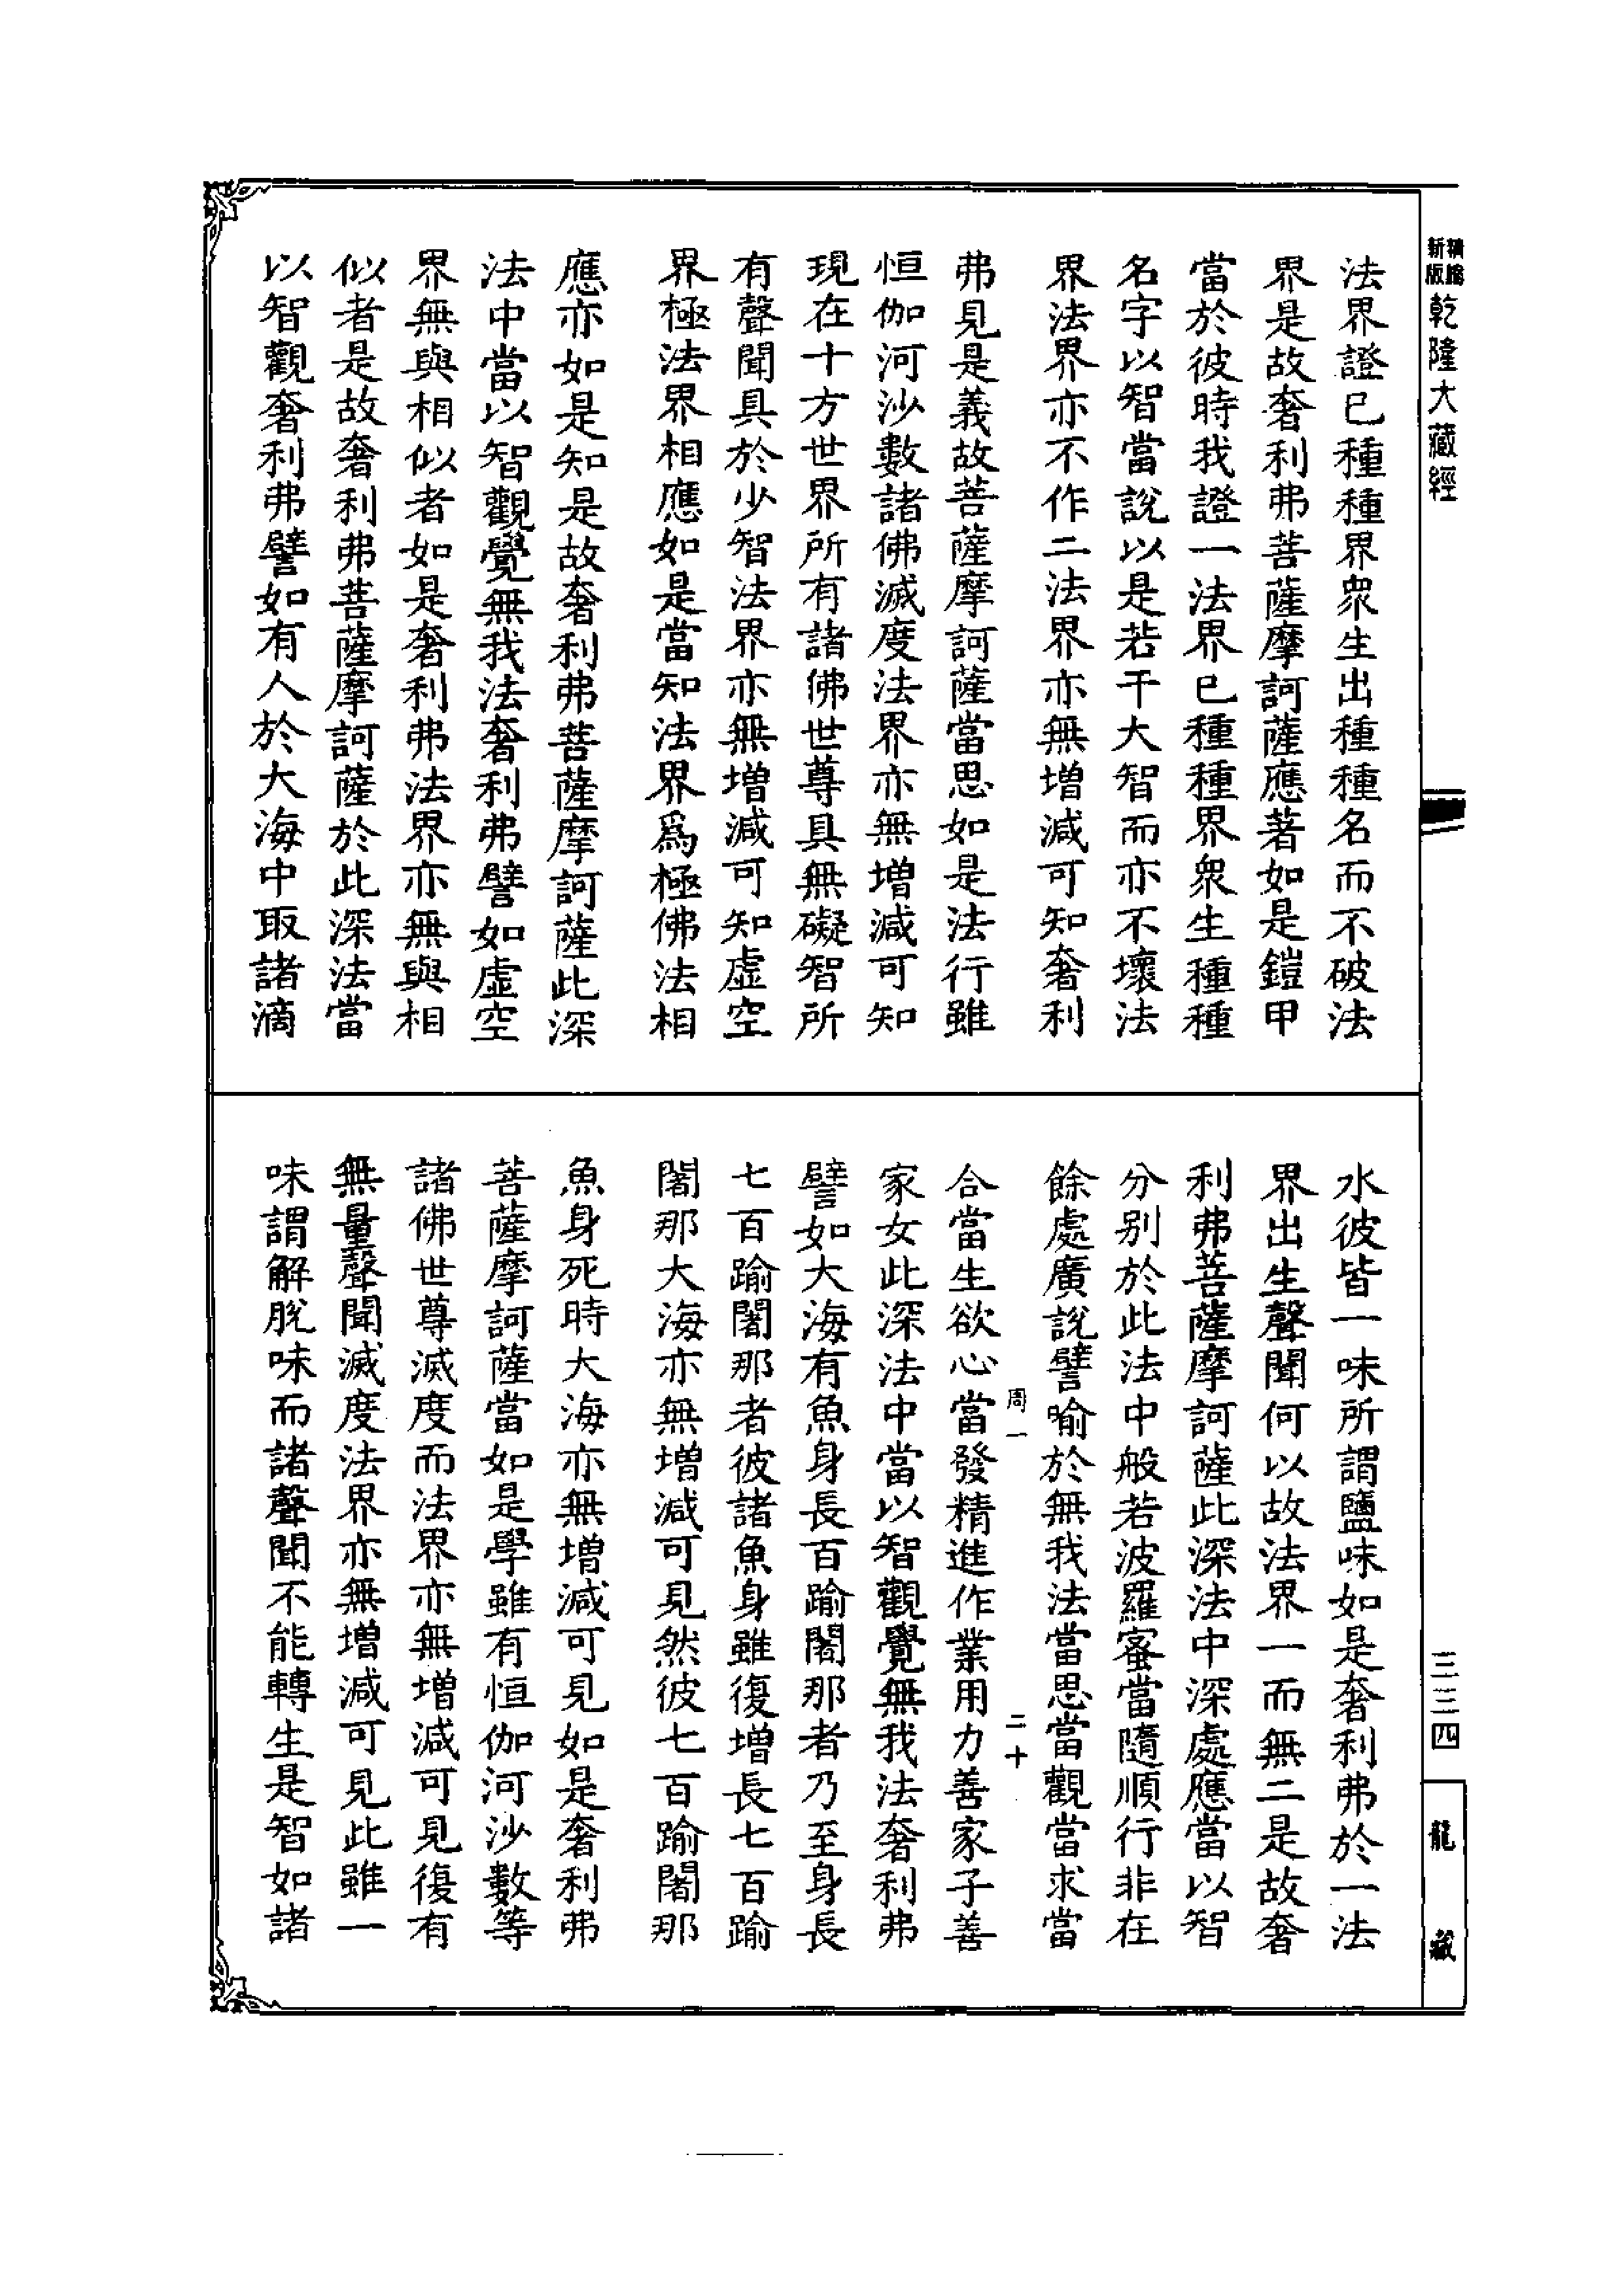 新版
精縮
乾隆大藏經
三三四
龍藏
法界證已種種界衆生出種種名而不破法
界是故奢利弗菩薩摩訶薩應著如是鎧甲
當於彼時我證一法界已種種界衆生種種
名字以智當說以是若干大智而亦不壞法
界法界亦不作二法界亦無增減可知奢利
弗見是義故菩薩摩訶薩當思如是法行雖
恒伽河沙數諸佛滅度法界亦無增減可知
現在十方世界所有諸佛世尊具無礙智所
有聲聞具於少智法界亦無增減可知虛空
界極法界相應如是當知法界爲極佛法相
應亦如是知是故奢利弗菩薩摩訶薩此深
法中當以智觀覺無我法奢利弗譬如虛空
界無與相似者如是奢利弗法界亦無與相
似者是故奢利弗菩薩摩訶薩於此深法當
以智觀奢利弗譬如有人於大海中取諸滴
水彼皆一味所謂鹽味如是奢利弗於一法
界出生聲聞何以故法界一而無二是故奢
利弗菩薩摩訶薩此深法中深處應當以智
分別於此法中般若波羅蜜當隨順行非在
餘處廣說譬喻於無我法當思當觀當求當
周一
二十
合當生欲心當發精進作業用力善家子善
家女此深法中當以智觀覺無我法奢利弗
譬如大海有魚身長百踰闍那者乃至身長
七百踰闍那者彼諸魚身雖復增長七百踰
闍那大海亦無增減可見然彼七百踰闍那
魚身死時大海亦無增減可見如是奢利弗
菩薩摩訶薩當如是學雖有恒伽河沙數等
諸佛世尊滅度而法界亦無增減可見復有
無量聲聞滅度法界亦無增減可見此雖一
味謂解脫味而諸聲聞不能轉生是智如諸